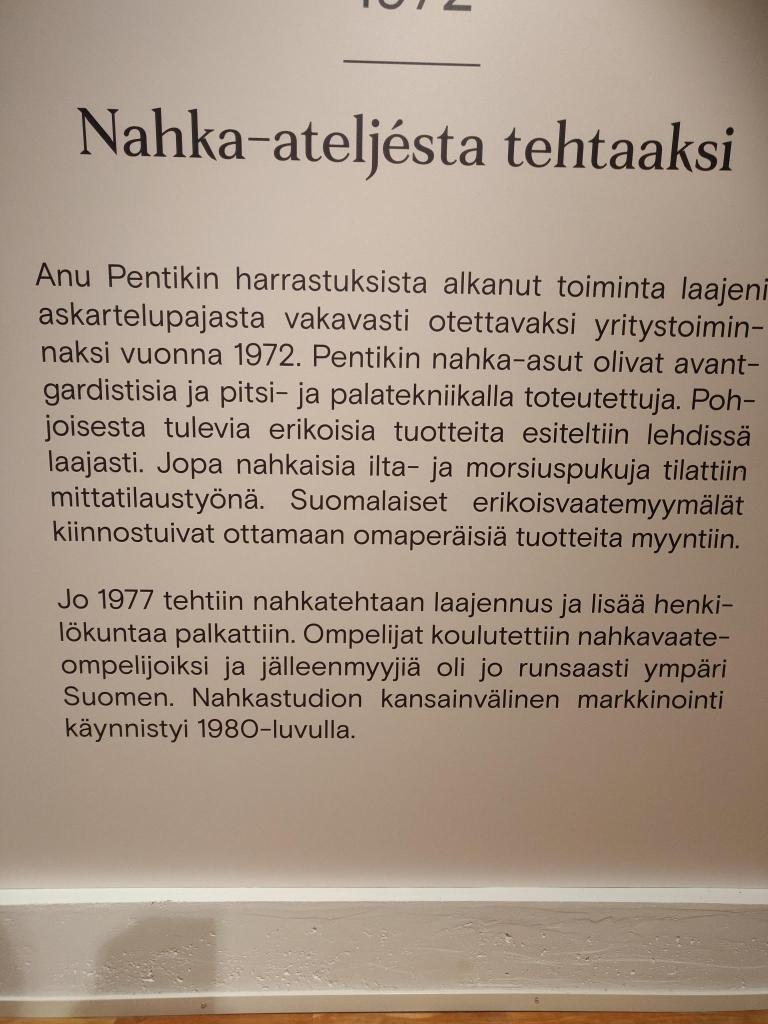 1972
Nahka-ateljésta tehtaaksi
Anu Pentikin harrastuksista alkanut toiminta laajeni
askartelupajasta vakavasti otettavaksi yritystoimin-
naksi vuonna 1972. Pentikin nahka-asut olivat avant-
gardistisia ja pitsi- ja palatekniikalla toteutettuja. Poh-
joisesta tulevia erikoisia tuotteita esiteltiin lehdissä
laajasti. Jopa nahkaisia ilta- ja morsiuspukuja tilattiin
mittatilaustyönä. Suomalaiset erikoisvaatemyymälät
kiinnostuivat ottamaan omaperäisiä tuotteita myyntiin.
Jo 1977 tehtiin nahkatehtaan laajennus ja lisää henki-
lökuntaa palkattiin. Ompelijat koulutettiin nahkavaate-
ompelijoiksi ja jälleenmyyjiä oli jo runsaasti ympäri
Suomen. Nahkastudion kansainvälinen markkinointi
käynnistyi 1980-luvulla.